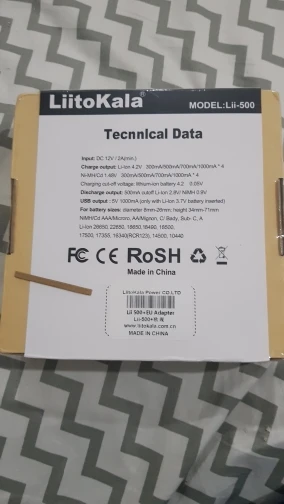 LiitoKala®
MODEL:Lii-500
Tecnnlcal Data
Input: DC 12V / 2A(min.)
Charge output: Li-ion 4.2V 300mA/500mA/700mA/1000mA * 4
Ni-MH/Cd 1.48V 300mA/500mA/700mA/1000mA * 4
Charging cut-off voltage: lithium-ion battery 4.2 0.05V
Discharge output: 500mA cutoff Li-ion 2.8V/ NiMH 0.9V
USB output : 5V 1000mA (only with Li-Ion 3.7V battery inserted)
For battery sizes: diameter 8mm-26mm; height 34mm-71mm
NiMH/Cd AAA/Microro, AA/Mignon, C/ Baby, Sub- C, A
Li-ion 26650, 22650, 18650, 18490, 18500,
17500, 17355, 16340(RCR123), 14500, 10440
FC CE RoSH
Made in China
LiitoKala Power CO.LTD
Lii 500+EU Adapter
Lii-500+欧规
www.liitokala.com.cn
MADE IN CHINA